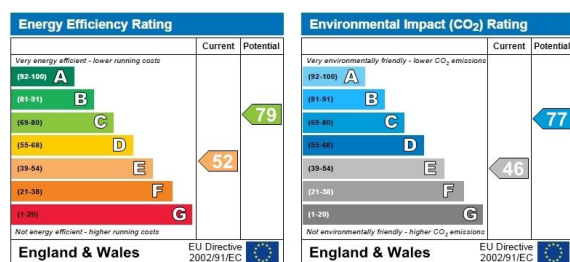 Energy Efficiency Rating
Current Potential
Very energy efficient - lower running costs
(92-100) A
(81-91) B
(69-80) C
79
(55-68) D
(39-54) E
52
(21-38) F
(1-20) G
Not energy efficient - higher running costs
England & Wales
EU Directive
2002/91/EC
Environmental Impact (CO2) Rating
Current Potential
Very environmentally friendly - lower CO2 emissions
(92-100) A
(81-91) B
(69-80) C
77
(55-68) D
(39-54) E
46
(21-38) F
(1-20) G
Not environmentally friendly - higher CO2 emissions
England & Wales
EU Directive
2002/91/EC